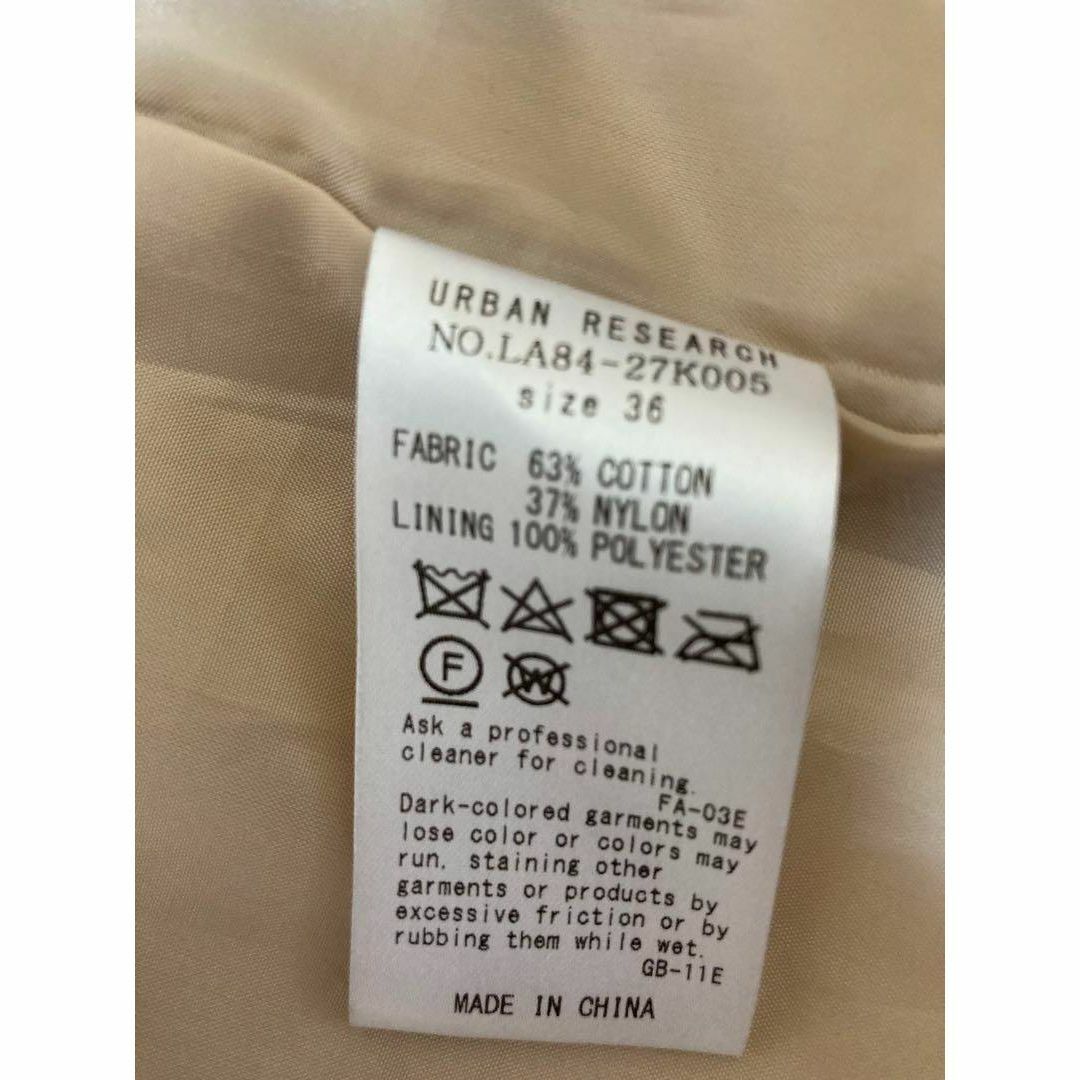 URBAN RESEARCH
NO.LA84-27K005
size 36
FABRIC 63% COTTON
37% NYLON
LINING 100% POLYESTER
F W
Ask a professional
cleaner for cleaning.
FA-03E
Dark-colored garments may
lose color or colors may
run. staining other
garments or products by
excessive friction or by
rubbing them while wet.
GB-11E
MADE IN CHINA